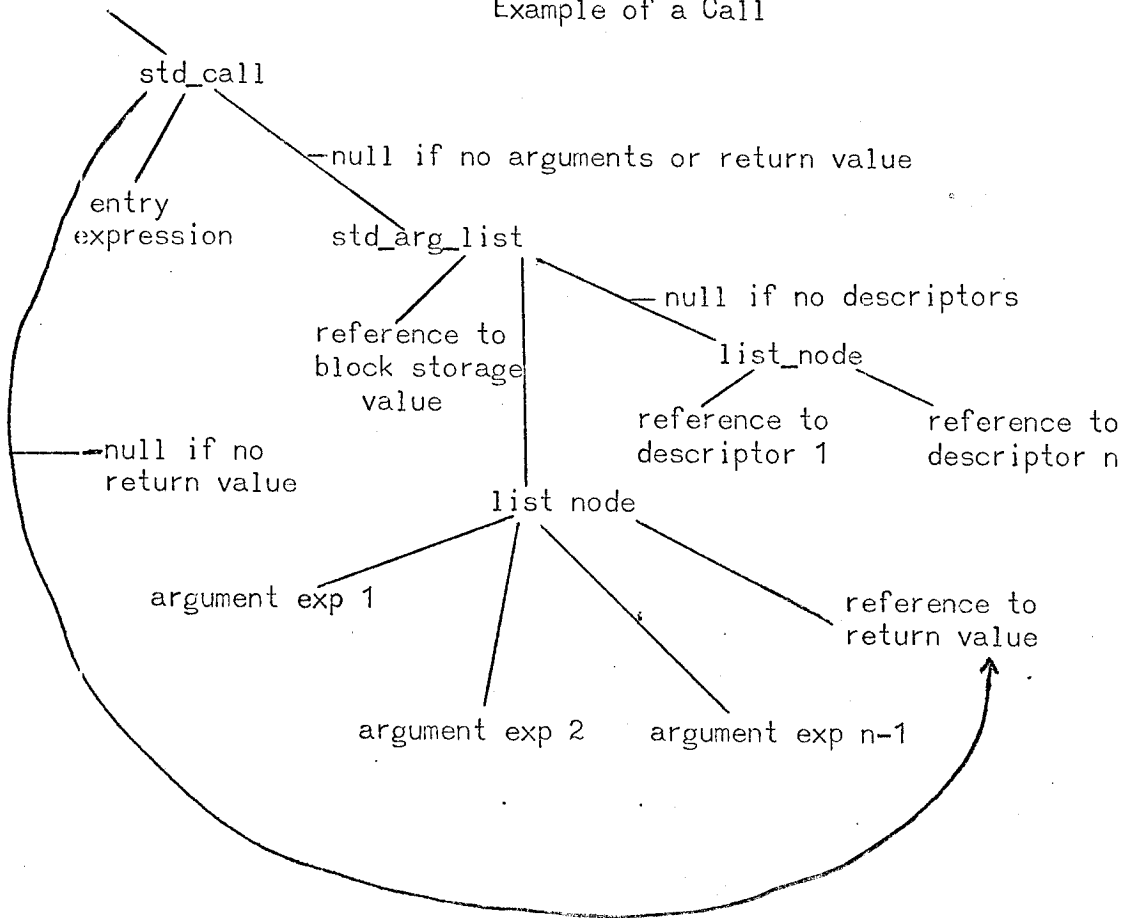 Example of a Call
std_call
null if no arguments or return value
entry
expression
std_arg_list
null if no descriptors
reference to
block storage
value
list_node
reference to
descriptor 1
reference to
descriptor n
null if no
return value
list node
argument exp 1
reference to
return value
argument exp 2
argument exp n-1